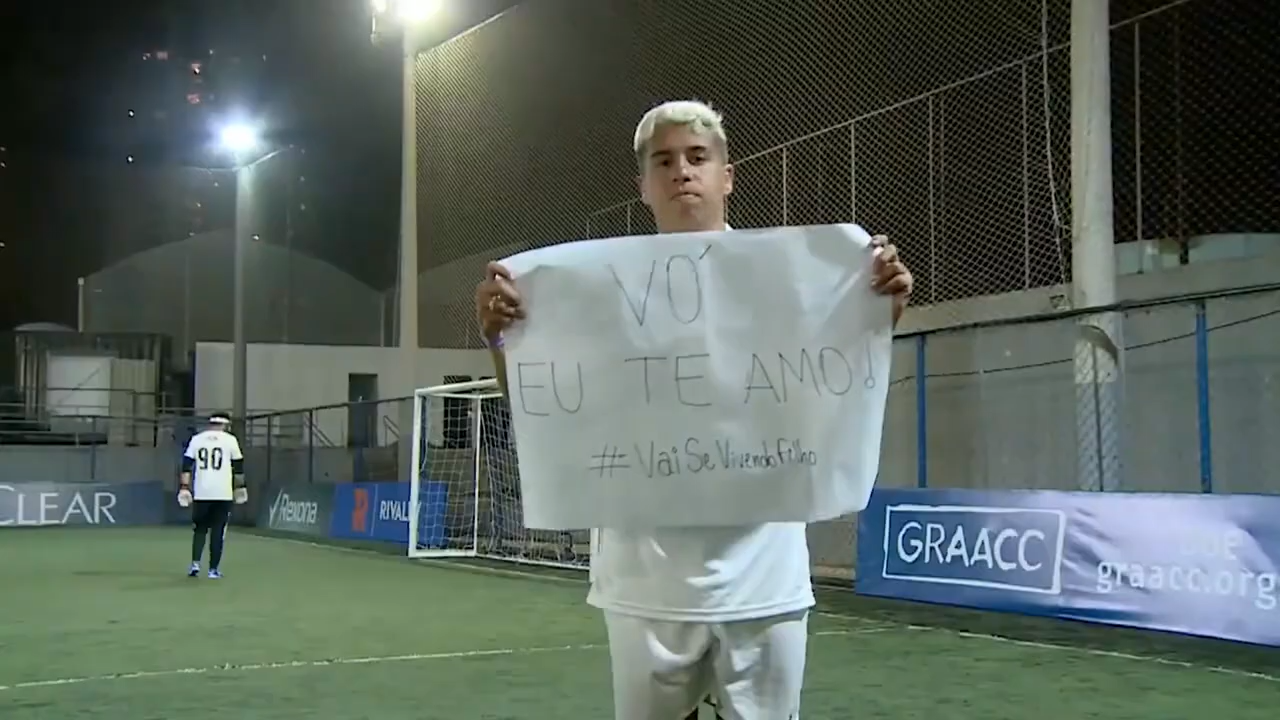 VÓ
EU TE AMO!
#VaiSeVivendoFilho
90
CLEAR
Rexona
RIVAL
GRAACC
graacc.org